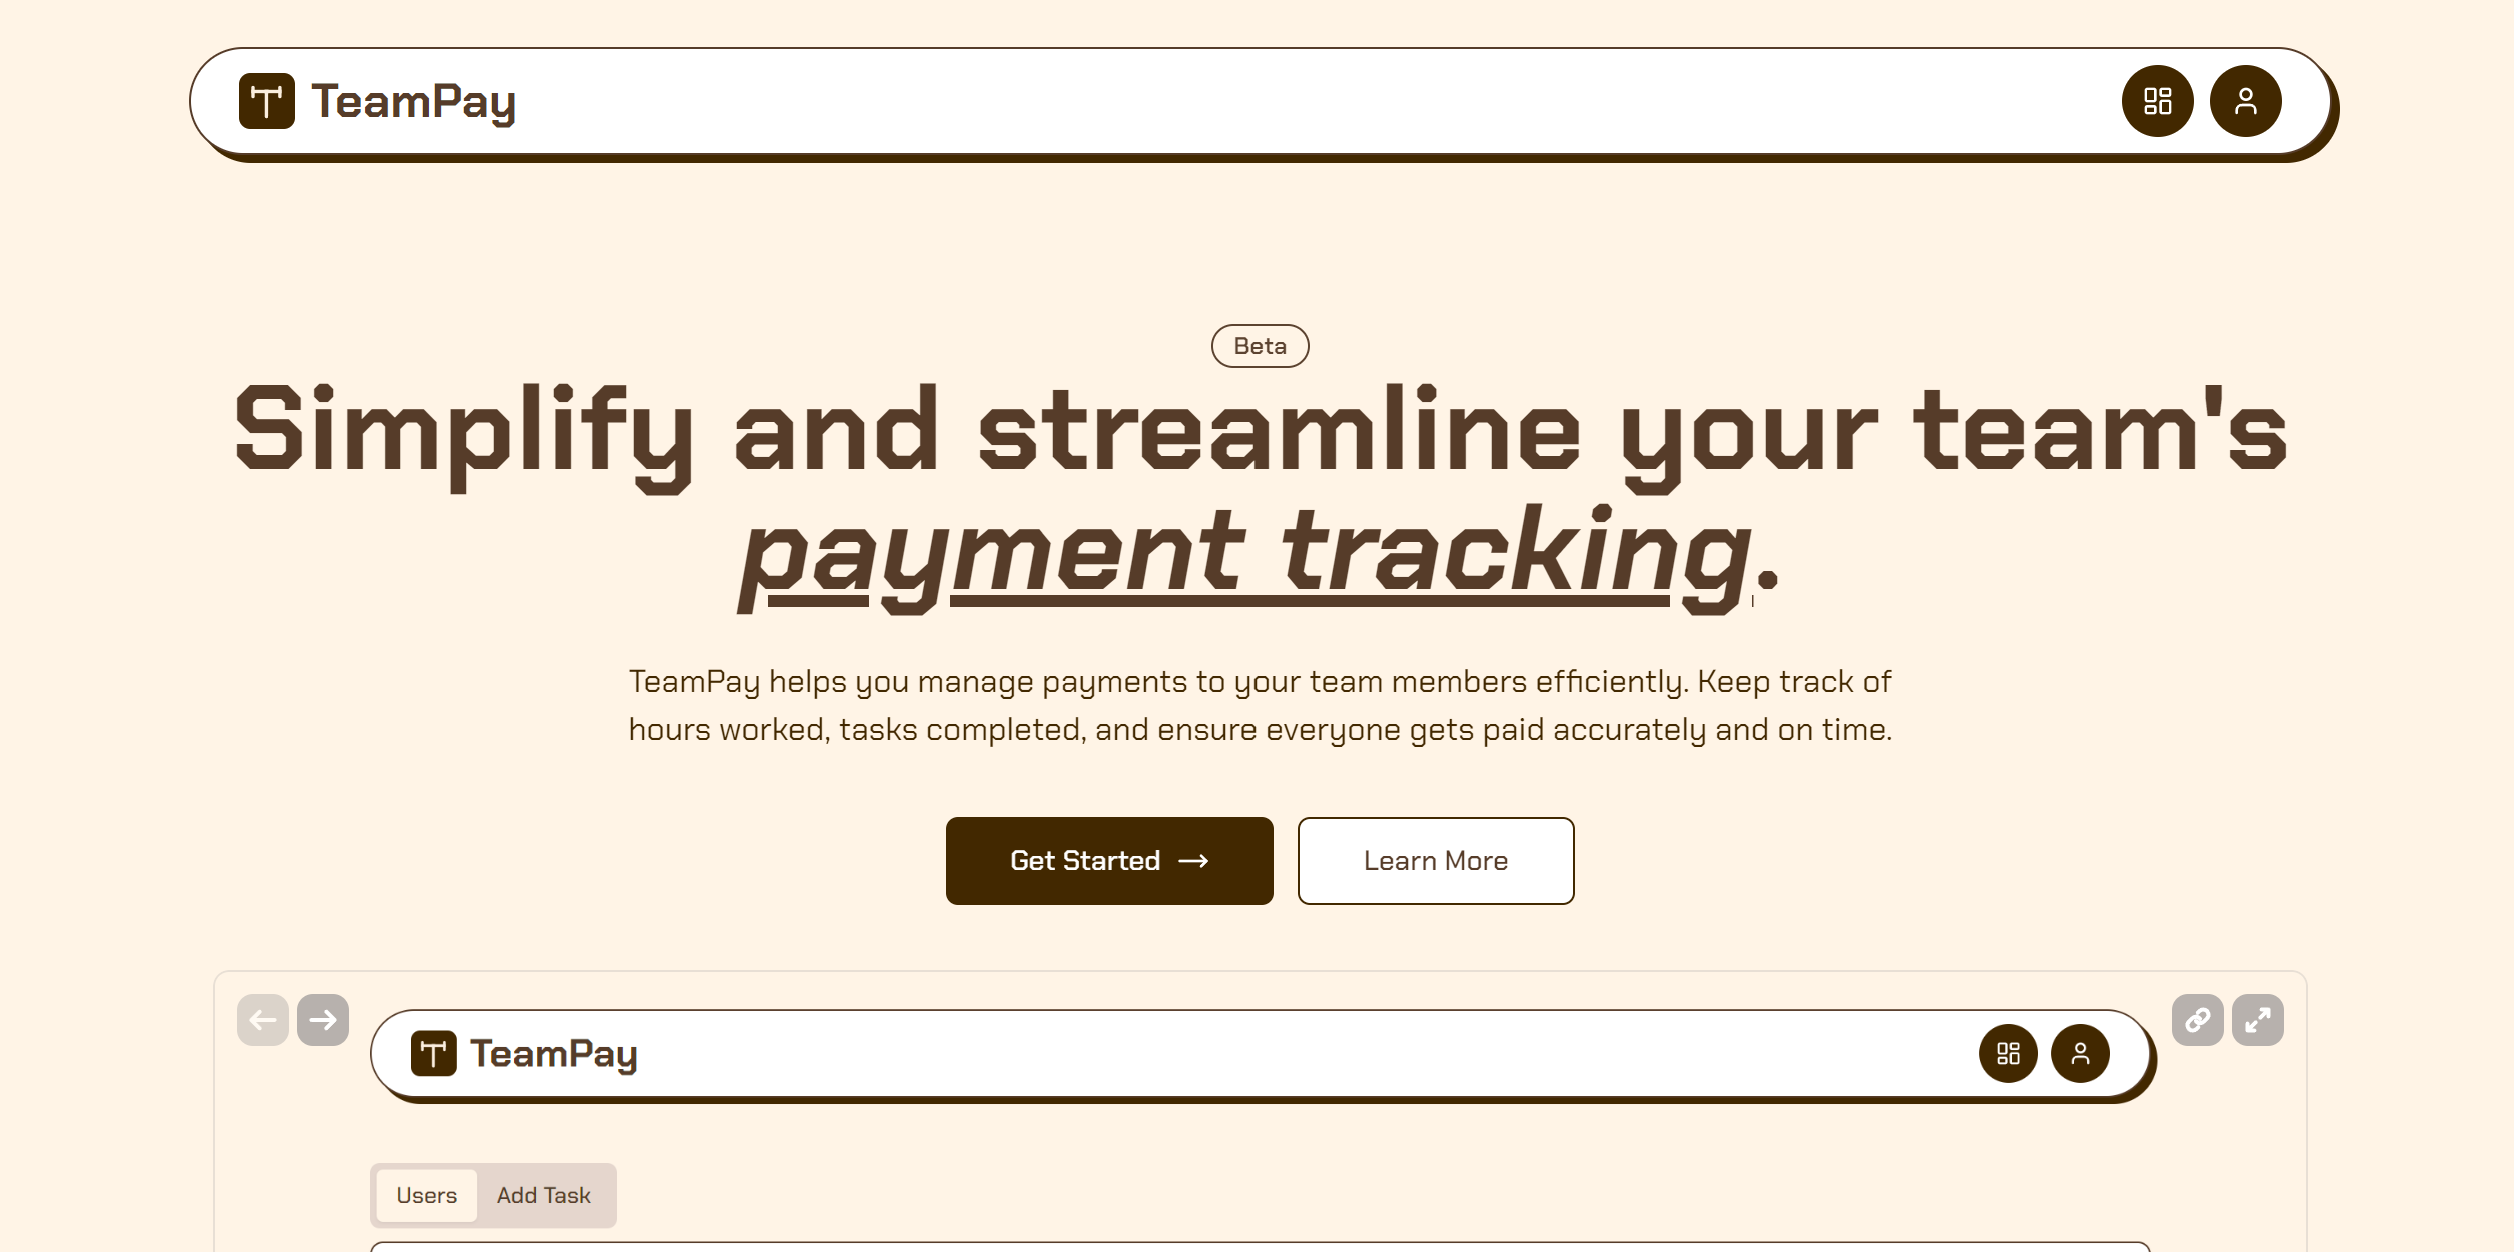 TeamPay
Beta
Simplify and streamline your team's
payment tracking.
TeamPay helps you manage payments to your team members efficiently. Keep track of
hours worked, tasks completed, and ensure everyone gets paid accurately and on time.
Get Started
Learn More
TeamPay
Users
Add Task